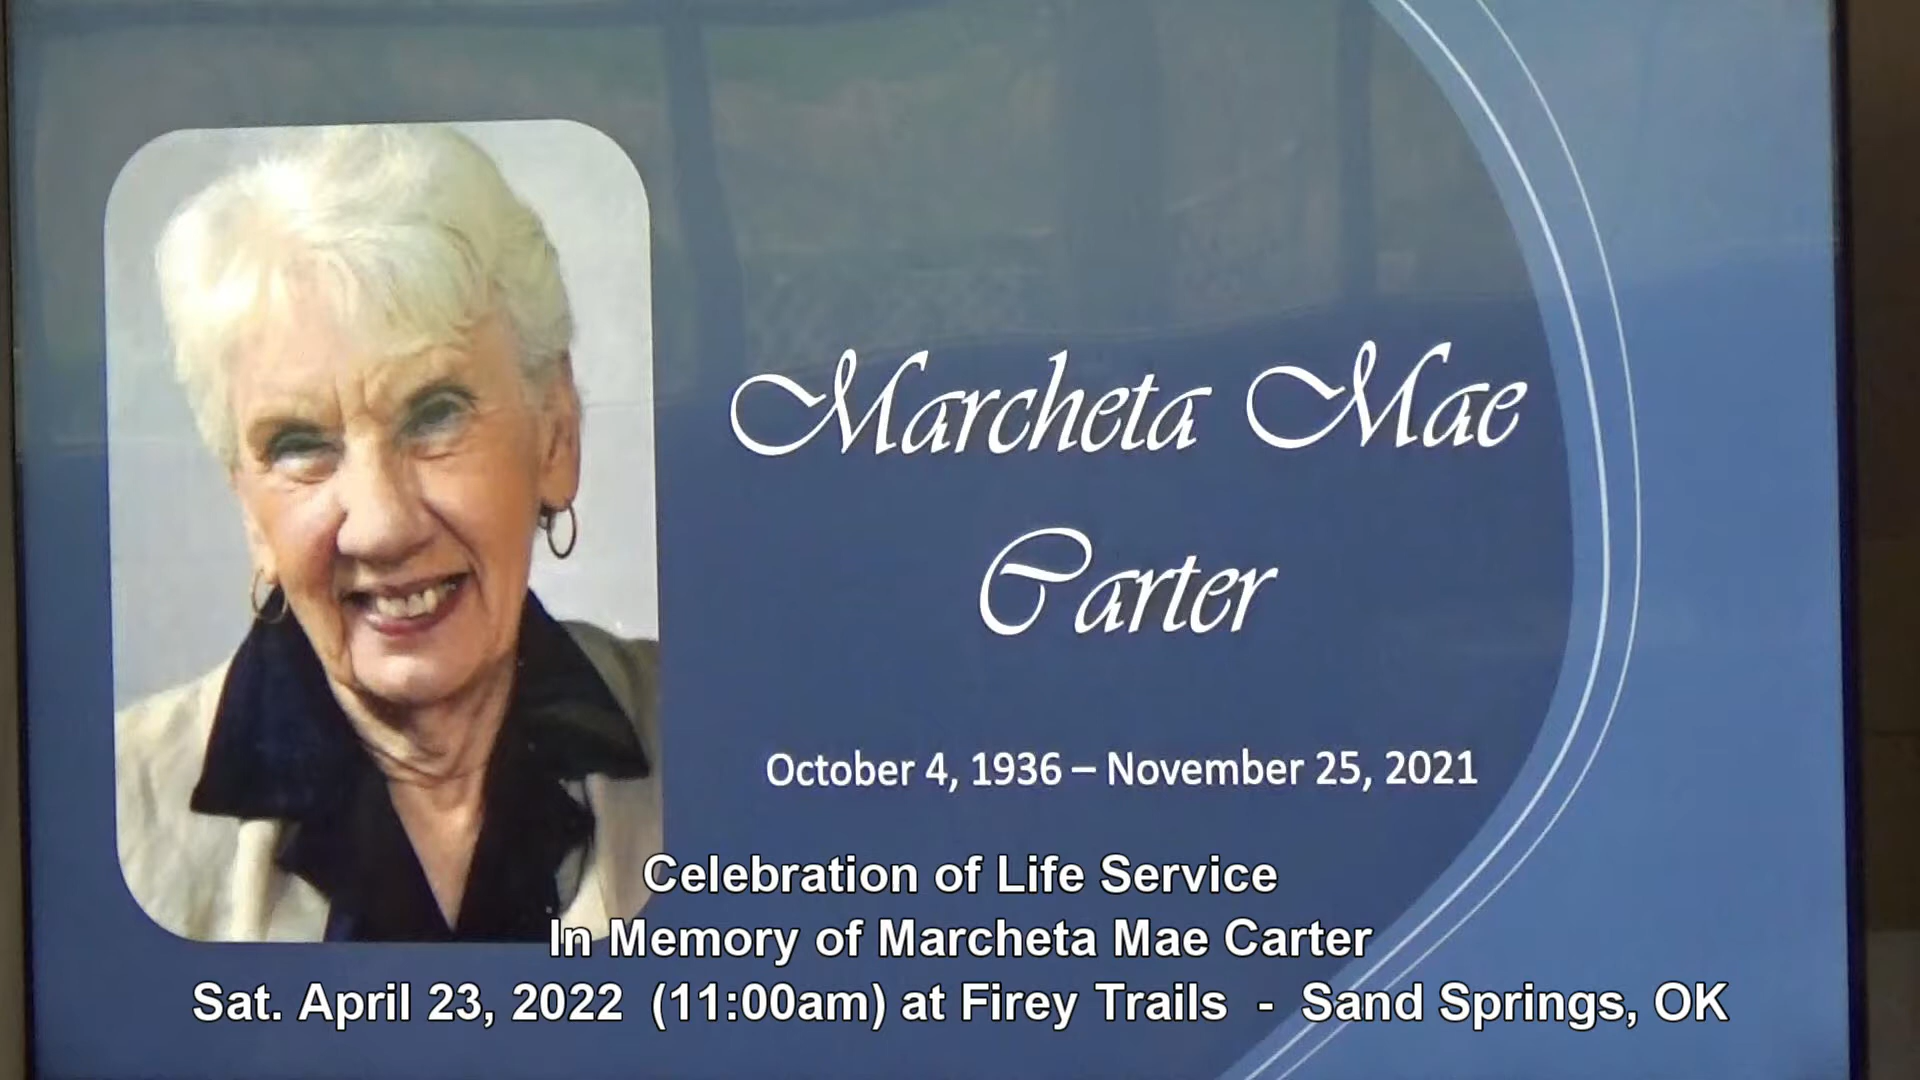 Marcheta Mae
Carter
October 4, 1936 – November 25, 2021
Celebration of Life Service
In Memory of Marcheta Mae Carter
Sat. April 23, 2022 (11:00am) at Firey Trails - Sand Springs, OK